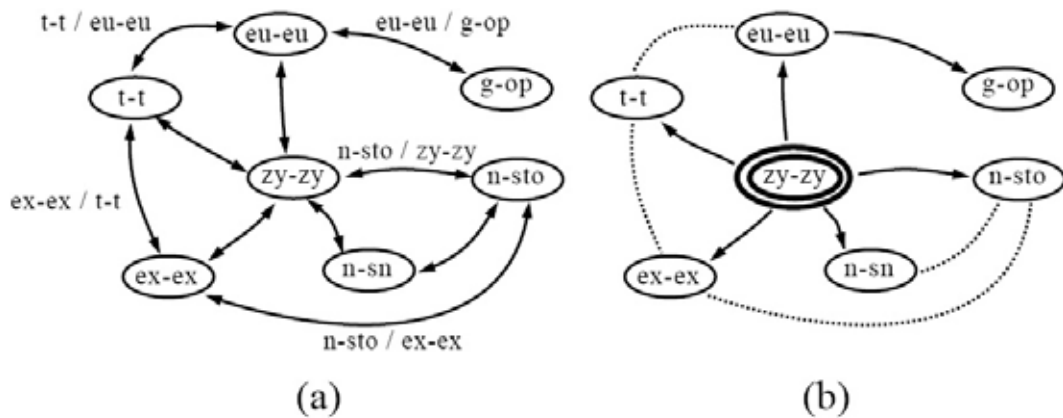 t-t / eu-eu
eu-eu
eu-eu / g-op
g-op
t-t
n-sto / zy-zy
zy-zy
n-sto
ex-ex / t-t
ex-ex
n-sn
n-sto / ex-ex
(a)
eu-eu
g-op
t-t
zy-zy
n-sto
ex-ex
n-sn
(b)